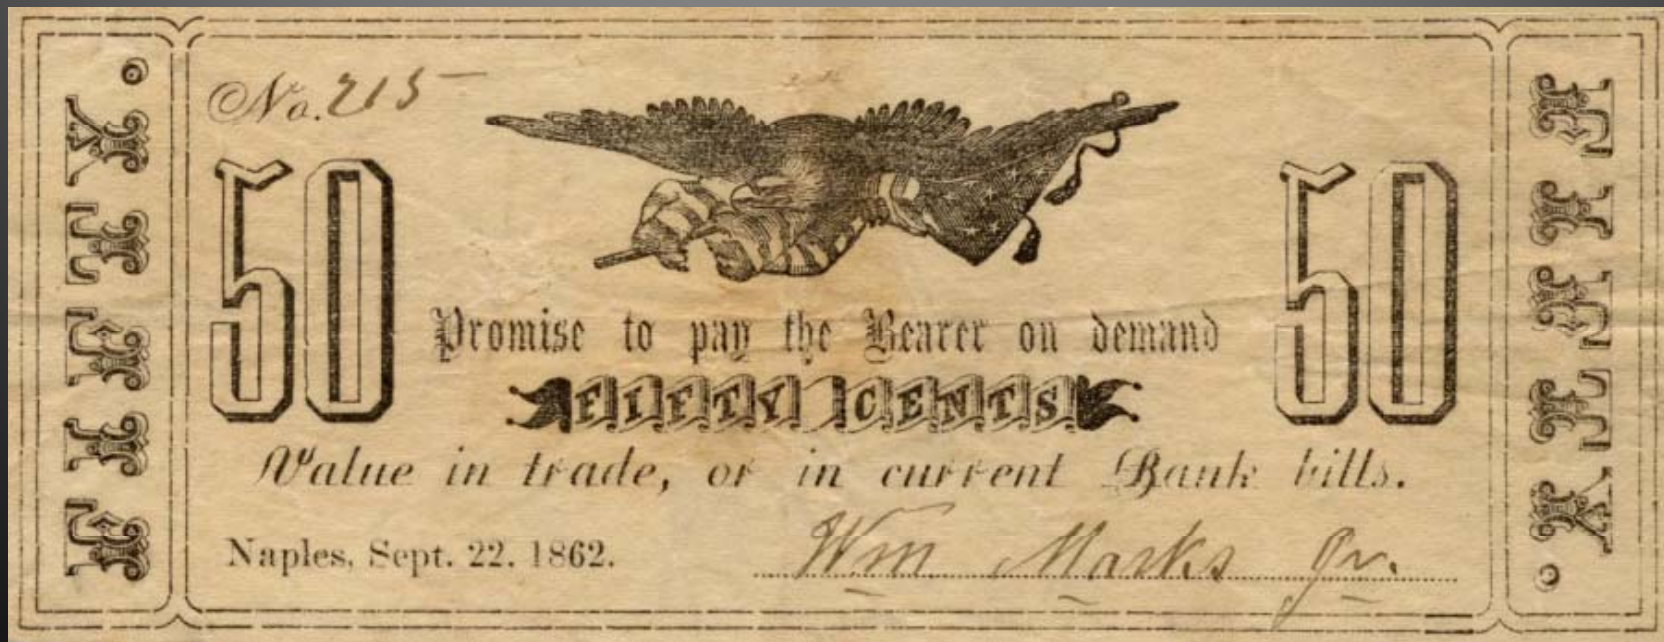 FIFTY.
No. 215
50
50
Promise to pay the Bearer on demand
FIFTY CENTS
Value in trade, or in current Bank bills.
Naples, Sept. 22. 1862.
Wm Marks Jr.
FIFTY.